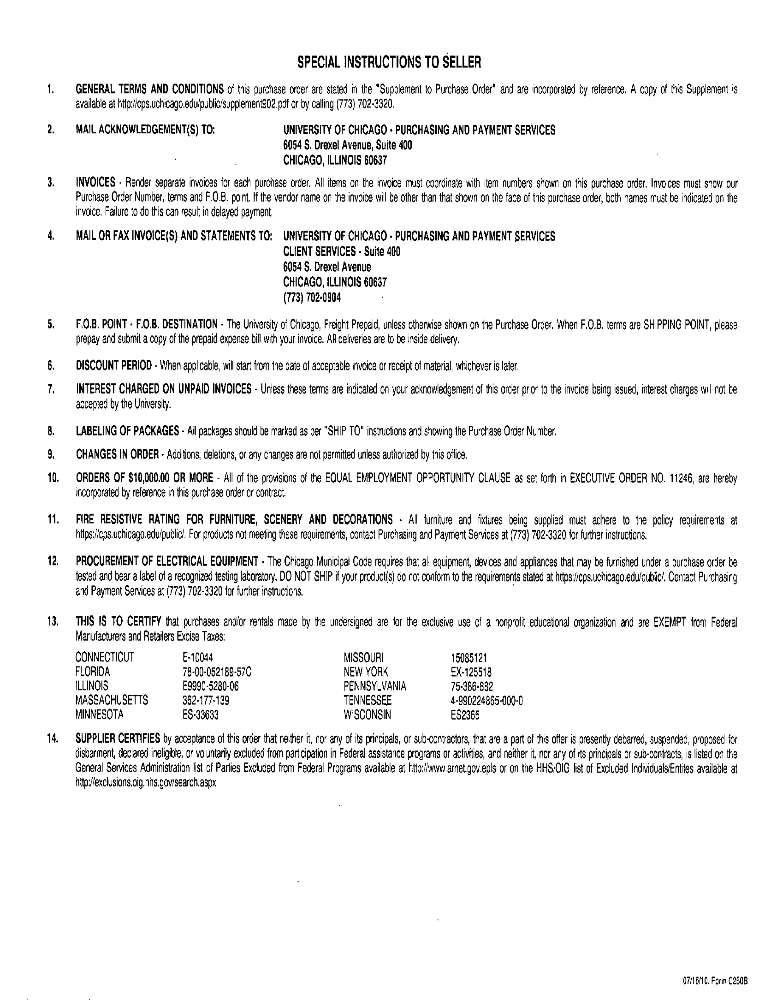 SPECIAL INSTRUCTIONS TO SELLER
1. GENERAL TERMS AND CONDITIONS of this purchase order are stated in the "Supplement to Purchase Order" and are incorporated by reference. A copy of this Supplement is
available at http://cps.uchicago.edu/public/supplement902.pdf or by calling (773) 702-3320.
2. MAIL ACKNOWLEDGEMENT(S) TO: UNIVERSITY OF CHICAGO - PURCHASING AND PAYMENT SERVICES
6054 S. Drexel Avenue, Suite 400
CHICAGO, ILLINOIS 60637
3. INVOICES - Render separate invoices for each purchase order. All items on the invoice must coordinate with item numbers shown on this purchase order. Invoices must show our
Purchase Order Number, terms and F.O.B. point. If the vendor name on the invoice will be other than that shown on the face of this purchase order, both names must be indicated on the
invoice. Failure to do this can result in delayed payment.
4. MAIL OR FAX INVOICE(S) AND STATEMENTS TO: UNIVERSITY OF CHICAGO - PURCHASING AND PAYMENT SERVICES
CLIENT SERVICES - Suite 400
6054 S. Drexel Avenue
CHICAGO, ILLINOIS 60637
(773) 702-0904
5. F.O.B. POINT - F.O.B. DESTINATION - The University of Chicago, Freight Prepaid, unless otherwise shown on the Purchase Order. When F.O.B. terms are SHIPPING POINT, please
prepay and submit a copy of the prepaid expense bill with your invoice. All deliveries are to be inside delivery.
6. DISCOUNT PERIOD - When applicable, will start from the date of acceptable invoice or receipt of material, whichever is later.
7. INTEREST CHARGED ON UNPAID INVOICES - Unless these terms are indicated on your acknowledgement of this order prior to the invoice being issued, interest charges will not be
accepted by the University.
8. LABELING OF PACKAGES - All packages should be marked as per "SHIP TO" instructions and showing the Purchase Order Number.
9. CHANGES IN ORDER - Additions, deletions, or any changes are not permitted unless authorized by this office.
10. ORDERS OF $10,000.00 OR MORE - All of the provisions of the EQUAL EMPLOYMENT OPPORTUNITY CLAUSE as set forth in EXECUTIVE ORDER NO. 11246, are hereby
incorporated by reference in this purchase order or contract.
11. FIRE RESISTIVE RATING FOR FURNITURE, SCENERY AND DECORATIONS - All furniture and fixtures being supplied must adhere to the policy requirements at
https://cps.uchicago.edu/public/. For products not meeting these requirements, contact Purchasing and Payment Services at (773) 702-3320 for further instructions.
12. PROCUREMENT OF ELECTRICAL EQUIPMENT - The Chicago Municipal Code requires that all equipment, devices and appliances that may be furnished under a purchase order be
tested and bear a label of a recognized testing laboratory. DO NOT SHIP if your product(s) do not conform to the requirements stated at https://cps.uchicago.edu/public/. Contact Purchasing
and Payment Services at (773) 702-3320 for further instructions.
13. THIS IS TO CERTIFY that purchases and/or rentals made by the undersigned are for the exclusive use of a nonprofit educational organization and are EXEMPT from Federal
Manufacturers and Retailers Excise Taxes:
CONNECTICUT E-10044 MISSOURI 15085121
FLORIDA 78-00-052189-57C NEW YORK EX-125518
ILLINOIS E9990-5280-06 PENNSYLVANIA 75-386-882
MASSACHUSETTS 362-177-139 TENNESSEE 4-990224865-000-0
MINNESOTA ES-33633 WISCONSIN ES2365
14. SUPPLIER CERTIFIES by acceptance of this order that neither it, nor any of its principals, or sub-contractors, that are a part of this offer is presently debarred, suspended, proposed for
disbarment, declared ineligible, or voluntarily excluded from participation in Federal assistance programs or activities, and neither it, nor any of its principals or sub-contracts, is listed on the
General Services Administration list of Parties Excluded from Federal Programs available at http://www.arnet.gov.epls or on the HHS/OIG list of Excluded Individuals/Entites available at
http://exclusions.oig.hhs.gov/search.aspx
07/16/10, Form C250B